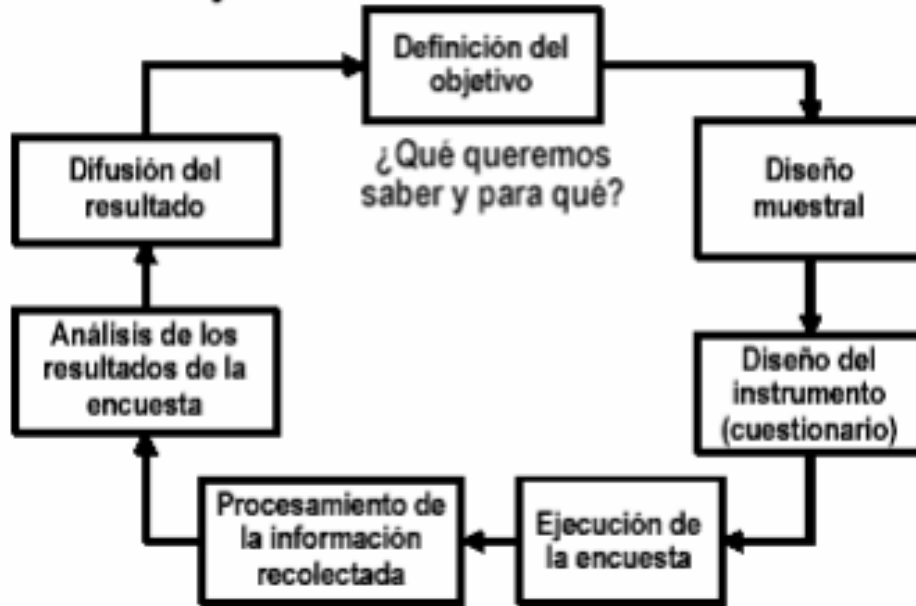 Definición del
objetivo
¿Qué queremos
saber y para qué?
Diseño
muestral
Diseño del
instrumento
(cuestionario)
Ejecución de
la encuesta
Procesamiento de
la información
recolectada
Análisis de los
resultados de la
encuesta
Difusión del
resultado